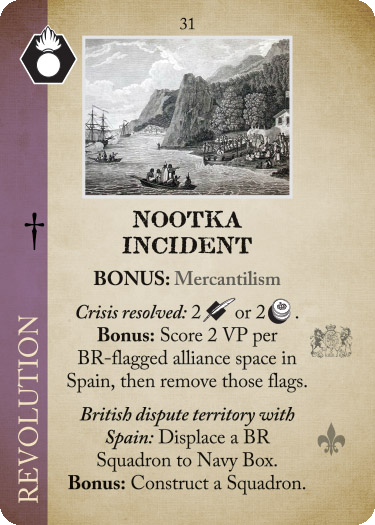 31
NOOTKA
INCIDENT
BONUS: Mercantilism
Crisis resolved: 2 or 2 .
Bonus: Score 2 VP per
BR-flagged alliance space in
Spain, then remove those flags.
British dispute territory with
Spain: Displace a BR
Squadron to Navy Box.
Bonus: Construct a Squadron.
REVOLUTION